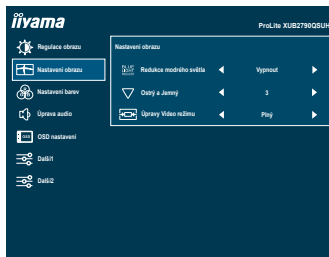 iiyama
ProLite XUB2790QSUH
Regulace obrazu
Nastavení obrazu
Nastavení barev
Úprava audio
OSD
OSD nastavení
Další1
Další2
Nastavení obrazu
Redukce modrého světla
Vypnout
Ostrý a Jemný
3
Úpravy Video režimu
Plný